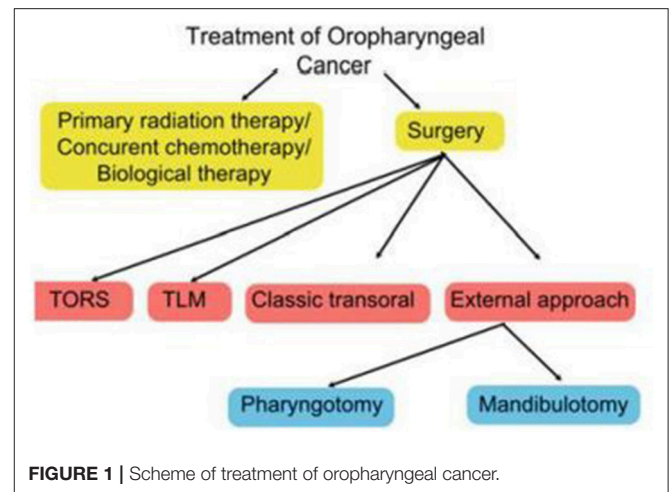 Treatment of Oropharyngeal
Cancer
Primary radiation therapy/
Concurent chemotherapy/
Biological therapy
Surgery
TORS
TLM
Classic transoral
External approach
Pharyngotomy
Mandibulotomy
FIGURE 1 | Scheme of treatment of oropharyngeal cancer.